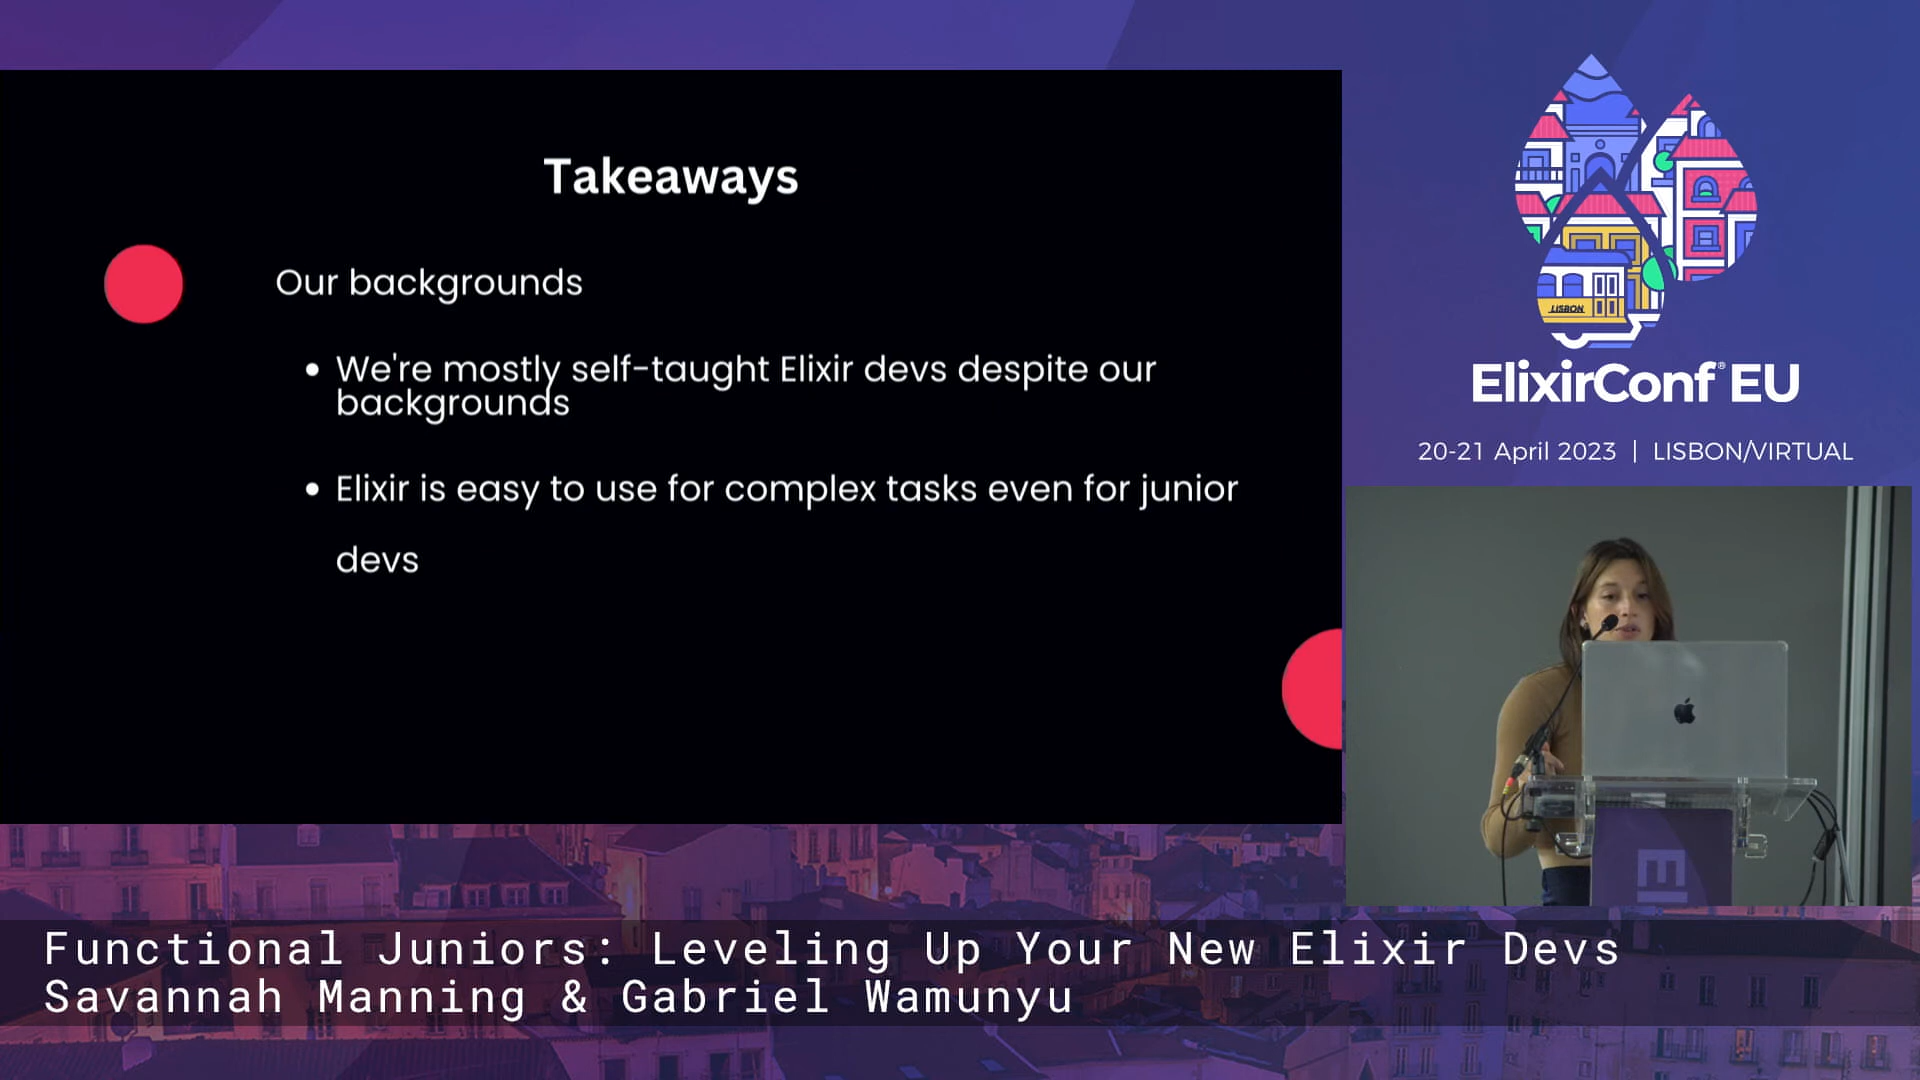 Takeaways
Our backgrounds
• We're mostly self-taught Elixir devs despite our
backgrounds
• Elixir is easy to use for complex tasks even for junior
devs
LISBON
ElixirConf® EU
20-21 April 2023 | LISBON/VIRTUAL
El
Functional Juniors: Leveling Up Your New Elixir Devs
Savannah Manning & Gabriel Wamunyu